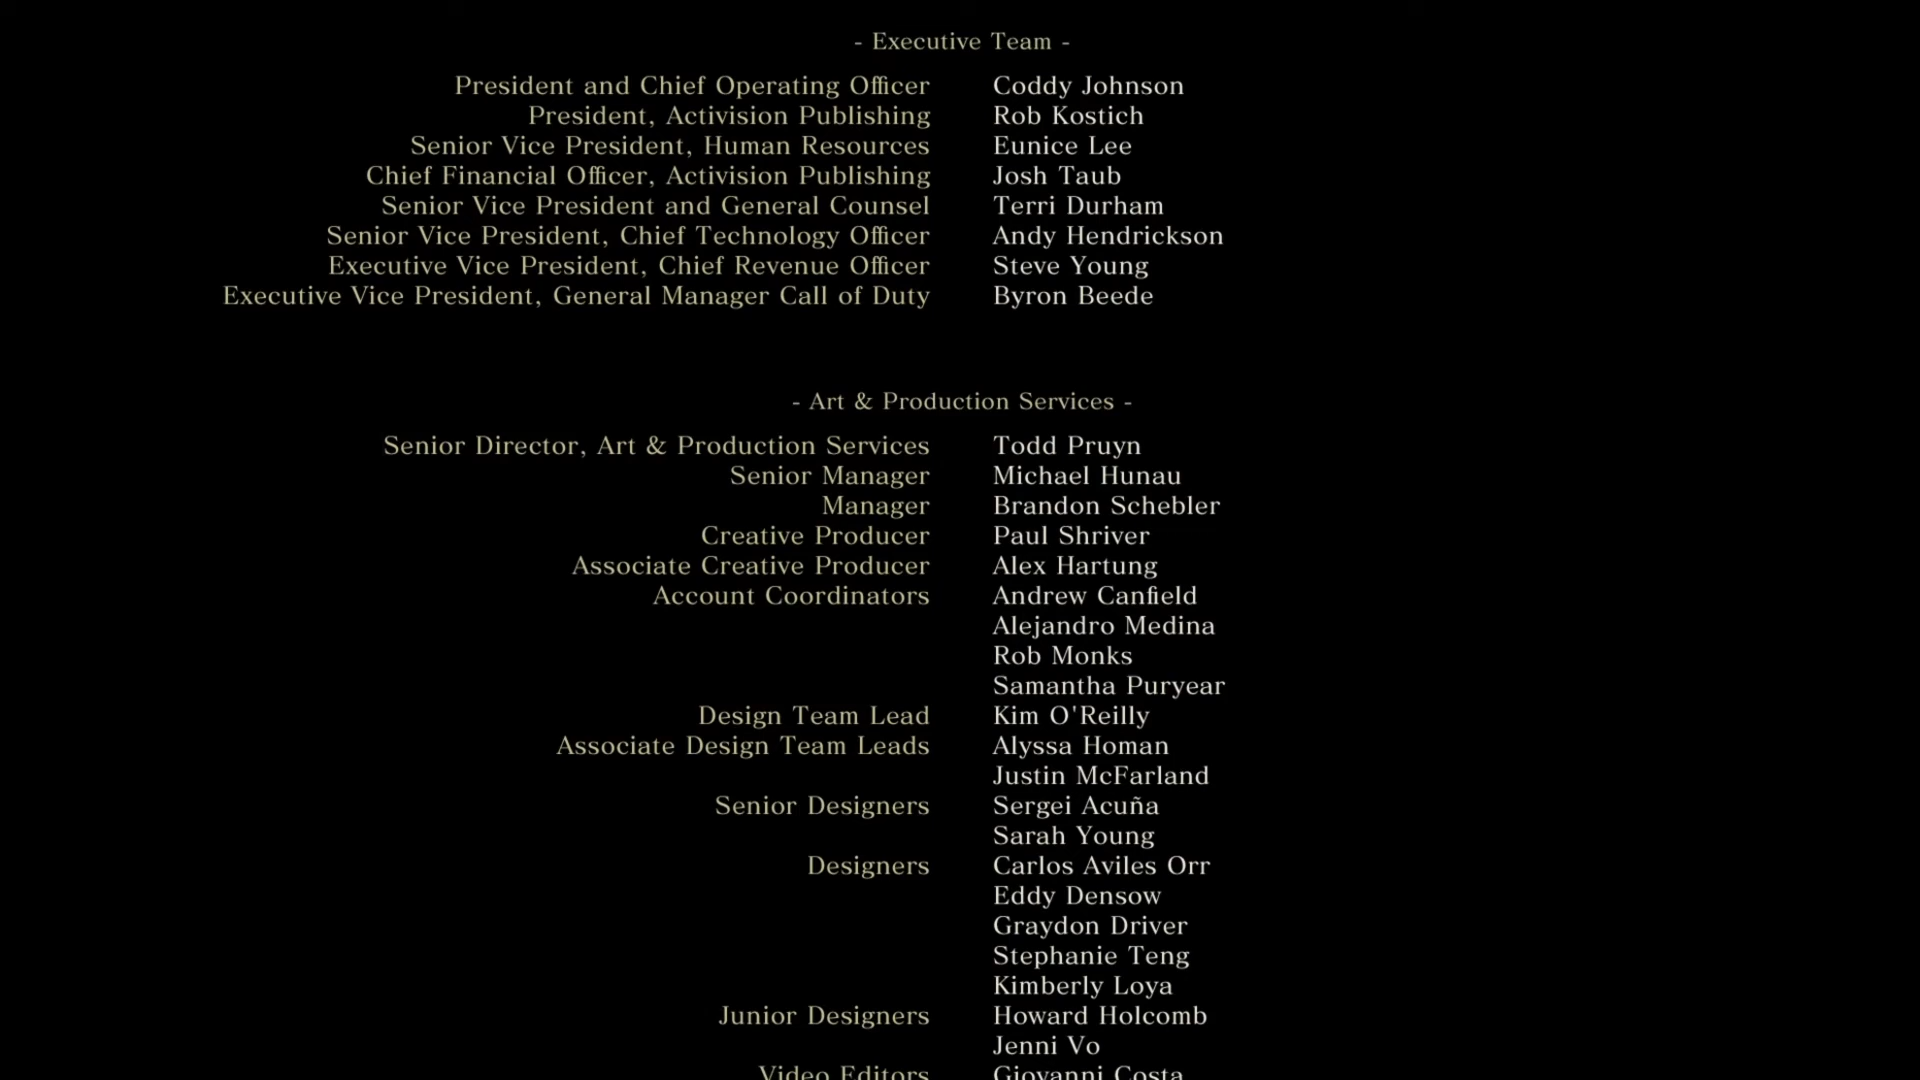 - Executive Team -
President and Chief Operating Officer Coddy Johnson
President, Activision Publishing Rob Kostich
Senior Vice President, Human Resources Eunice Lee
Chief Financial Officer, Activision Publishing Josh Taub
Senior Vice President and General Counsel Terri Durham
Senior Vice President, Chief Technology Officer Andy Hendrickson
Executive Vice President, Chief Revenue Officer Steve Young
Executive Vice President, General Manager Call of Duty Byron Beede
- Art & Production Services -
Senior Director, Art & Production Services Todd Pruyn
Senior Manager Michael Hunau
Manager Brandon Schebler
Creative Producer Paul Shriver
Associate Creative Producer Alex Hartung
Account Coordinators Andrew Canfield
Alejandro Medina
Rob Monks
Samantha Puryear
Design Team Lead Kim O'Reilly
Associate Design Team Leads Alyssa Homan
Justin McFarland
Senior Designers Sergei Acuña
Sarah Young
Designers Carlos Aviles Orr
Eddy Densow
Graydon Driver
Stephanie Teng
Kimberly Loya
Junior Designers Howard Holcomb
Jenni Vo
Video Editors Giovanni Costa